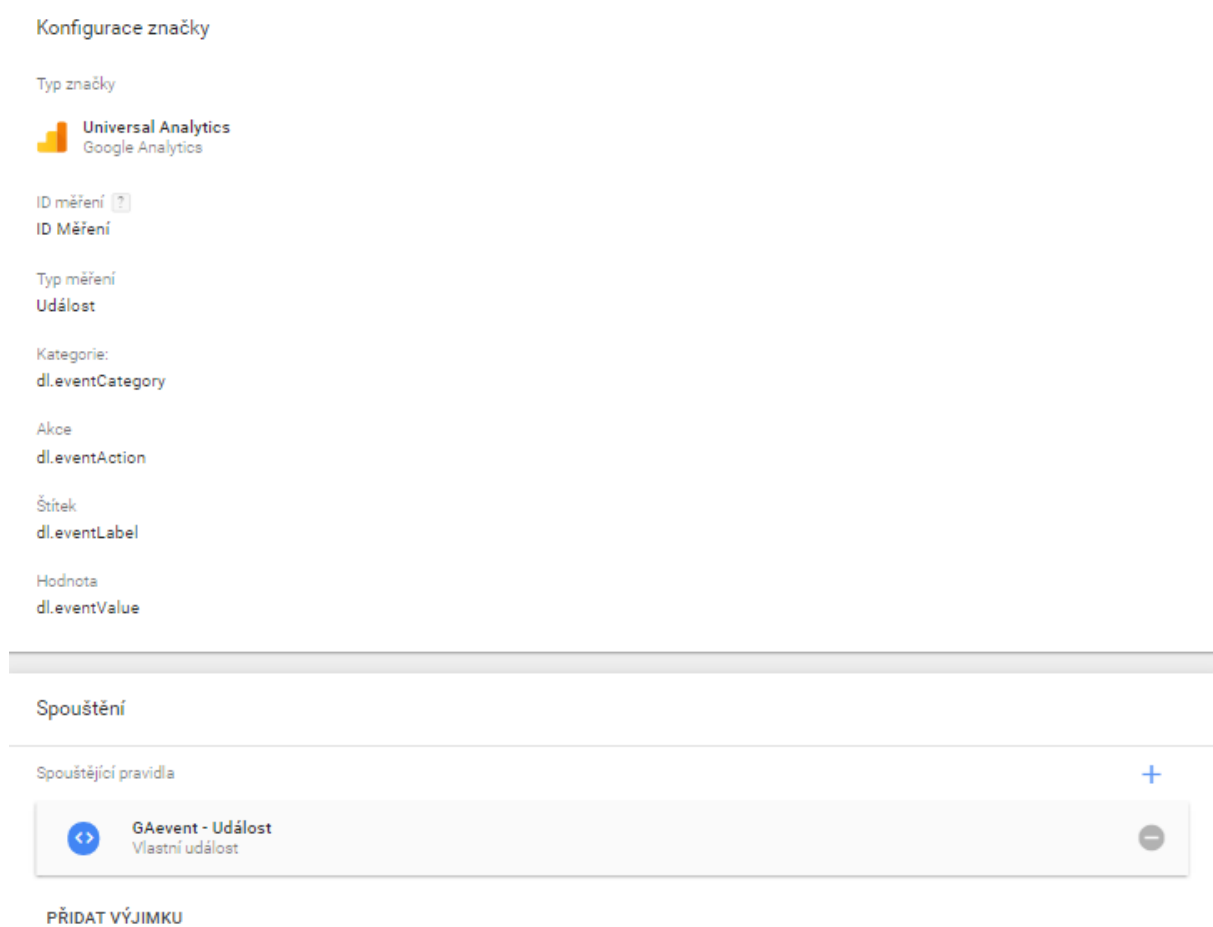 Konfigurace značky
Typ značky
Universal Analytics
Google Analytics
ID měření ?
ID Měření
Typ měření
Událost
Kategorie:
dl.eventCategory
Akce
dl.eventAction
Štítek
dl.eventLabel
Hodnota
dl.eventValue
Spouštění
Spouštějící pravidla
GAevent - Událost
Vlastní událost
PŘIDAT VÝJIMKU